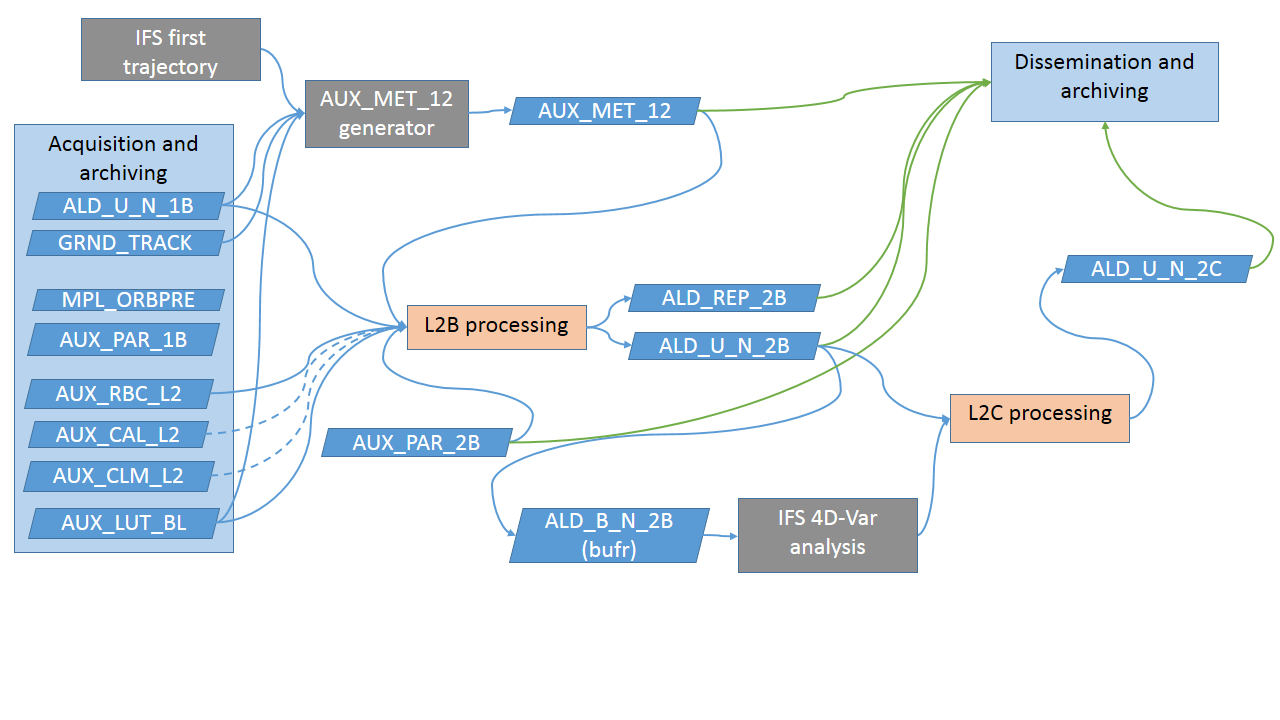 IFS first
trajectory
AUX_MET_12
generator
AUX_MET_12
Dissemination and
archiving
Acquisition and
archiving
ALD_U_N_1B
GRND_TRACK
MPL_ORBPRE
AUX_PAR_1B
AUX_RBC_L2
AUX_CAL_L2
AUX_CLM_L2
AUX_LUT_BL
L2B processing
ALD_REP_2B
ALD_U_N_2B
AUX_PAR_2B
ALD_B_N_2B
(bufr)
IFS 4D-Var
analysis
L2C processing
ALD_U_N_2C